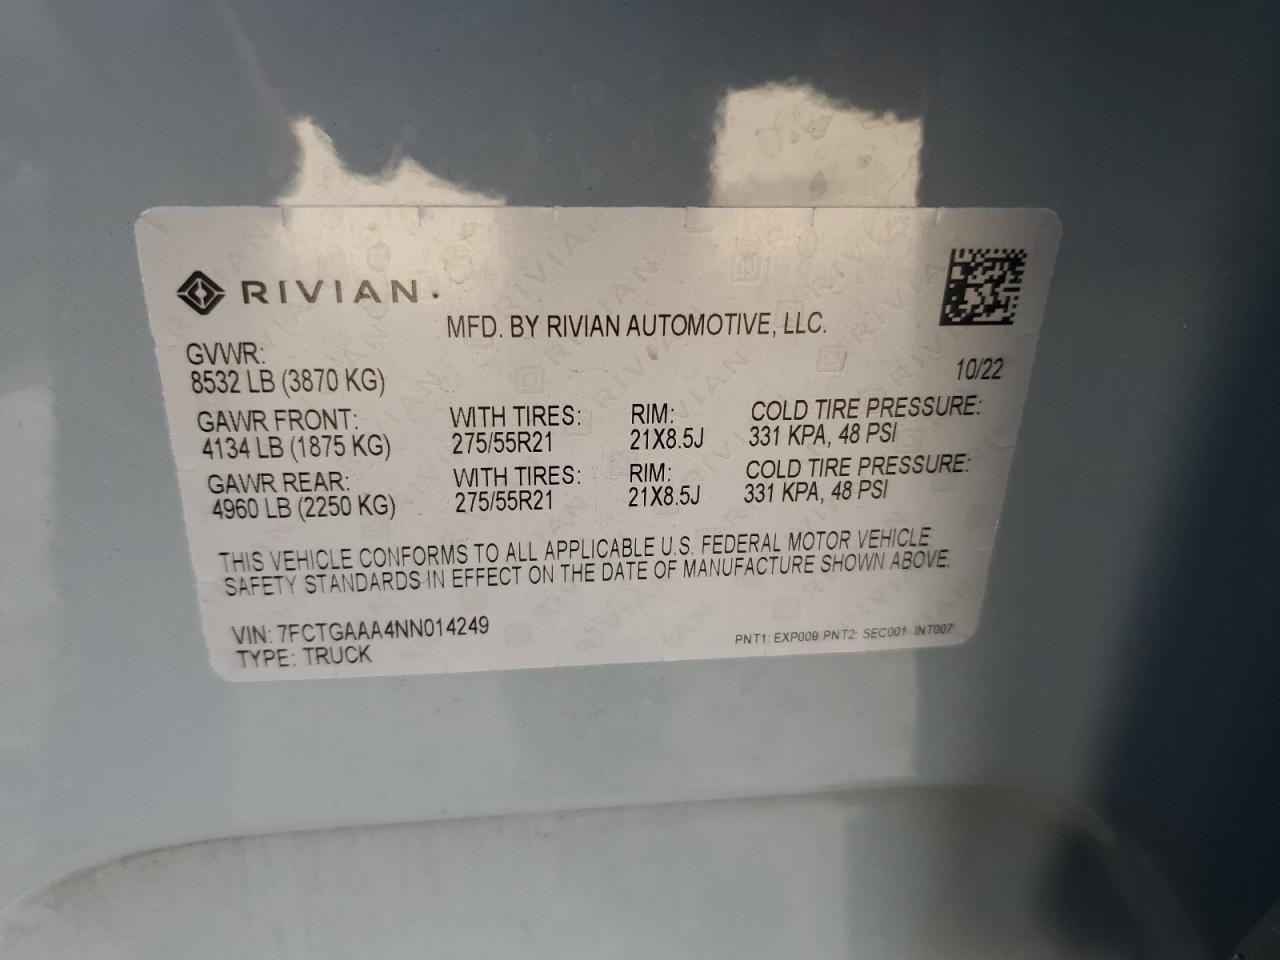 RIVIAN
MFD. BY RIVIAN AUTOMOTIVE, LLC.
GVWR:
8532 LB (3870 KG)
10/22
GAWR FRONT: WITH TIRES: RIM: COLD TIRE PRESSURE:
4134 LB (1875 KG) 275/55R21 21X8.5J 331 KPA, 48 PSI
GAWR REAR: WITH TIRES: RIM: COLD TIRE PRESSURE:
4960 LB (2250 KG) 275/55R21 21X8.5J 331 KPA, 48 PSI
THIS VEHICLE CONFORMS TO ALL APPLICABLE U.S. FEDERAL MOTOR VEHICLE
SAFETY STANDARDS IN EFFECT ON THE DATE OF MANUFACTURE SHOWN ABOVE.
VIN: 7FCTGAAA4NN014249
TYPE: TRUCK
PNT1: EXP009 PNT2: SEC001 INT007